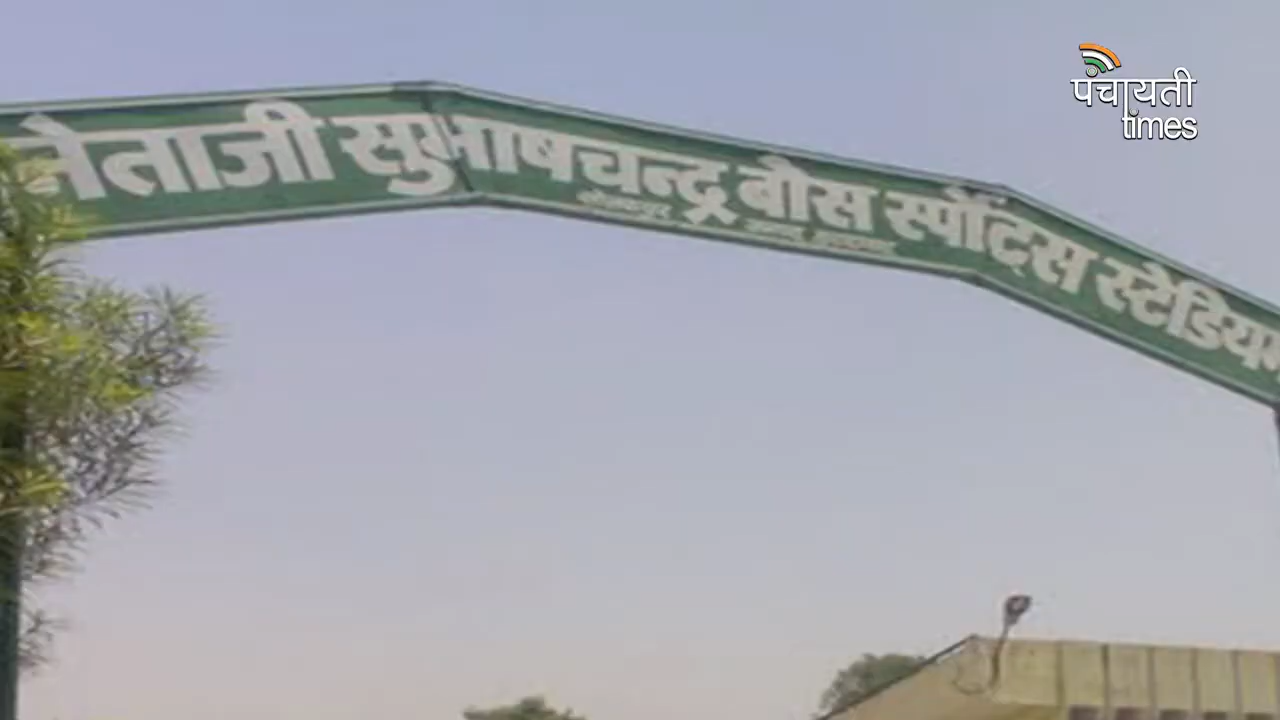 पंचायती
times
नेताजी सुभाषचन्द्र बोस स्पोर्ट्स स्टेडियम